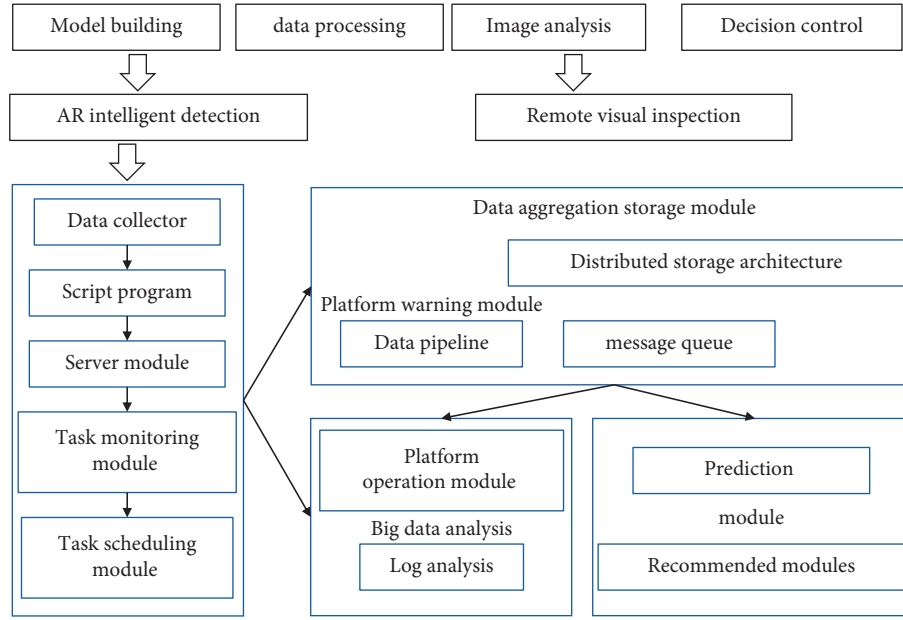 Model building
data processing
Image analysis
Decision control
AR intelligent detection
Remote visual inspection
Data collector
Script program
Server module
Task monitoring
module
Task scheduling
module
Data aggregation storage module
Distributed storage architecture
Platform warning module
Data pipeline
message queue
Platform
operation module
Big data analysis
Log analysis
Prediction
module
Recommended modules